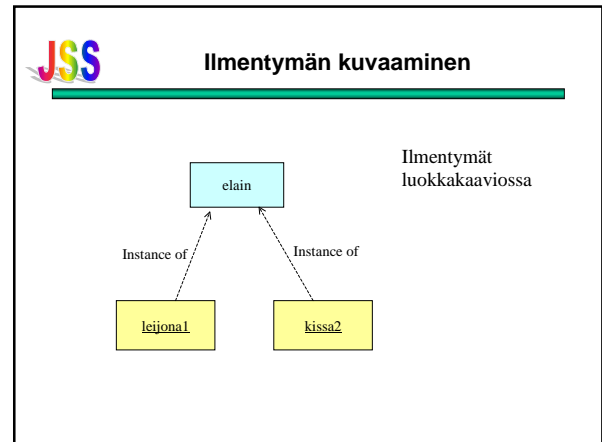 JSS
Ilmentymän kuvaaminen
Ilmentymät
luokkakaaviossa
elain
Instance of
Instance of
leijona1
kissa2